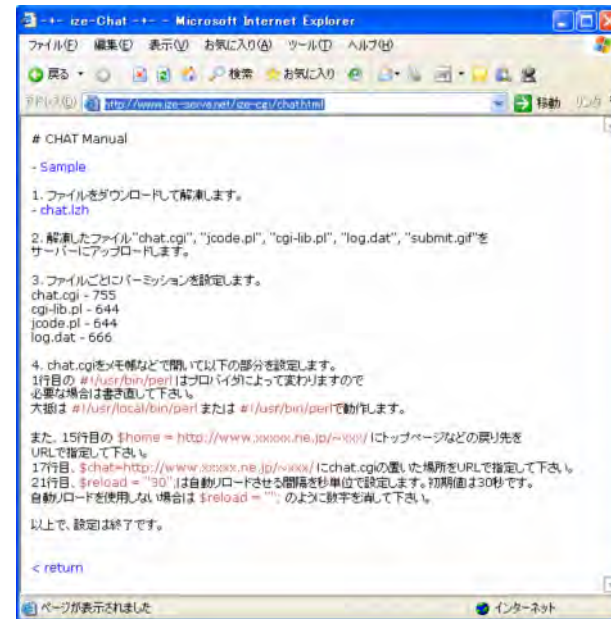 -+- ize-Chat -+- - Microsoft Internet Explorer
ファイル(F) 編集(E) 表示(V) お気に入り(A) ツール(T) ヘルプ(H)
戻る 検索 お気に入り
アドレス(D) http://www.ize-serve.net/ize-cgi/chat.html 移動 リンク
# CHAT Manual
- Sample
1. ファイルをダウンロードして解凍します。
- chat.lzh
2. 解凍したファイル"chat.cgi", "jcode.pl", "cgi-lib.pl", "log.dat", "submit.gif"を
サーバーにアップロードします。
3. ファイルごとにパーミッションを設定します。
chat.cgi - 755
cgi-lib.pl - 644
jcode.pl - 644
log.dat - 666
4. chat.cgiをメモ帳などで開いて以下の部分を設定します。
1行目の #!/usr/bin/perl はプロバイダによって変わりますので
必要な場合は書き直して下さい。
大抵は #!/usr/local/bin/perl または #!/usr/bin/perlで動作します。
また、15行目の $home = http://www.xxxxx.ne.jp/~xxx/ にトップページなどの戻り先を
URLで指定して下さい。
17行目、$chat=http://www.xxxxx.ne.jp/~xxx/ にchat.cgiの置いた場所をURLで指定して下さい。
21行目、$reload = "30";は自動リロードさせる間隔を秒単位で設定します。初期値は30秒です。
自動リロードを使用しない場合は $reload = ""; のように数字を消して下さい。
以上で、設定は終了です。
< return
ページが表示されました インターネット